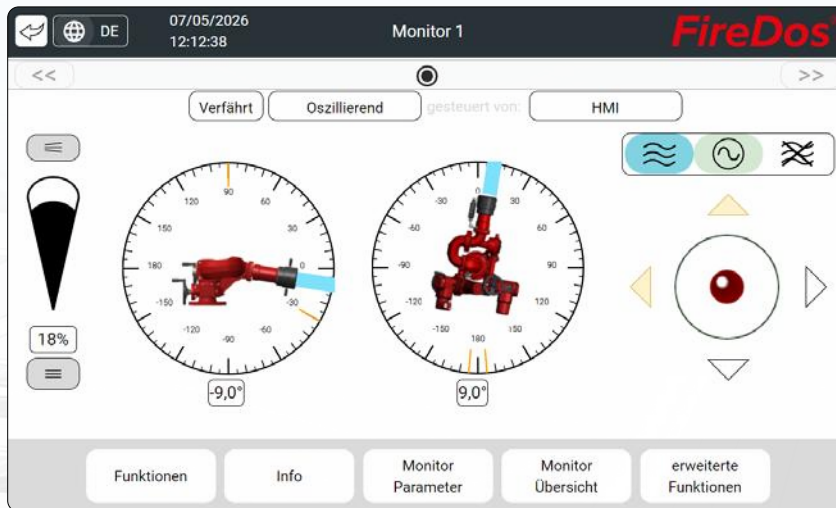 DE
07/05/2026
12:12:38
Monitor 1
FireDos
<<
>>
Verfährt
Oszillierend
gesteuert von:
HMI
18%
90
120
60
150
30
180
0
-150
-30
-120
-60
-90
-9,0°
0
-30
30
-60
60
-90
90
-120
120
-150
150
180
9,0°
Funktionen
Info
Monitor
Parameter
Monitor
Übersicht
erweiterte
Funktionen